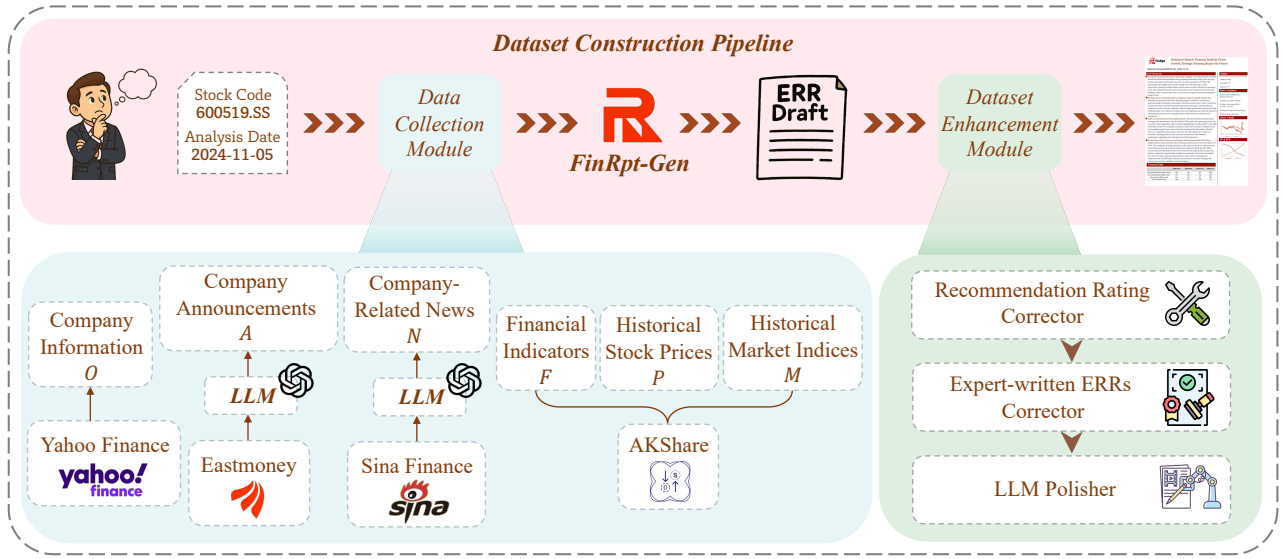 Dataset Construction Pipeline
Stock Code
600519.SS
Analysis Date
2024-11-05
Data
Collection
Module
FinRpt-Gen
ERR
Draft
Dataset
Enhancement
Module
FinRpt
Company
Information
O
Yahoo Finance
yahoo!
finance
Company
Announcements
A
LLM
Eastmoney
Company-
Related News
N
LLM
Sina Finance
sina
Financial
Indicators
F
Historical
Stock Prices
P
Historical
Market Indices
M
AKShare
Recommendation Rating
Corrector
Expert-written ERRs
Corrector
LLM Polisher